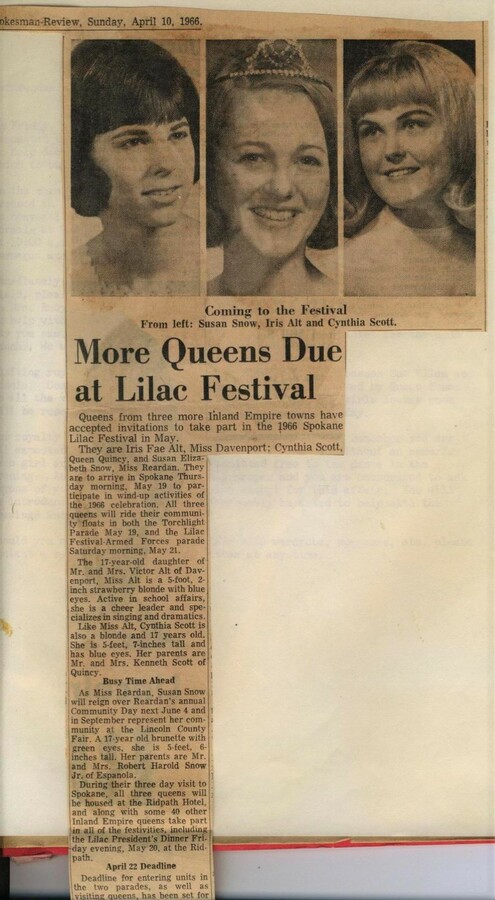 okesman-Review, Sunday, April 10, 1966.
Coming to the Festival
From left: Susan Snow, Iris Alt and Cynthia Scott.
More Queens Due
at Lilac Festival
Queens from three more Inland Empire towns have
accepted invitations to take part in the 1966 Spokane
Lilac Festival in May.
They are Iris Fae Alt, Miss Davenport; Cynthia Scott,
Queen Quincy, and Susan Eliza-
beth Snow, Miss Reardan. They
are to arrive in Spokane Thurs-
day morning, May 19 to par-
ticipate in wind-up activities of
the 1966 celebration. All three
queens will ride their communi-
ty floats in both the Torchlight
Parade May 19, and the Lilac
Festival-Armed Forces parade
Saturday morning, May 21.
The 17-year-old daughter of
Mr. and Mrs. Victor Alt of Dav-
enport, Miss Alt is a 5-foot, 2-
inch strawberry blonde with blue
eyes. Active in school affairs,
she is a cheer leader and spe-
cializes in singing and dramatics.
Like Miss Alt, Cynthia Scott is
also a blonde and 17 years old.
She is 5-feet, 7-inches tall and
has blue eyes. Her parents are
Mr. and Mrs. Kenneth Scott of
Quincy.
Busy Time Ahead
As Miss Reardan, Susan Snow
will reign over Reardan's annual
Community Day next June 4 and
in September represent her com-
munity at the Lincoln County
Fair. A 17-year old brunette with
green eyes, she is 5-feet, 6-
inches tall. Her parents are Mr.
and Mrs. Robert Harold Snow
Jr. of Espanola.
During their three day visit to
Spokane, all three queens will
be housed at the Ridpath Hotel,
and along with some 40 other
Inland Empire queens take part
in all of the festivities, including
the Lilac President's Dinner Fri-
day evening, May 20, at the Rid-
path.
April 22 Deadline
Deadline for entering units in
the two parades, as well as
visiting queens, has been set for